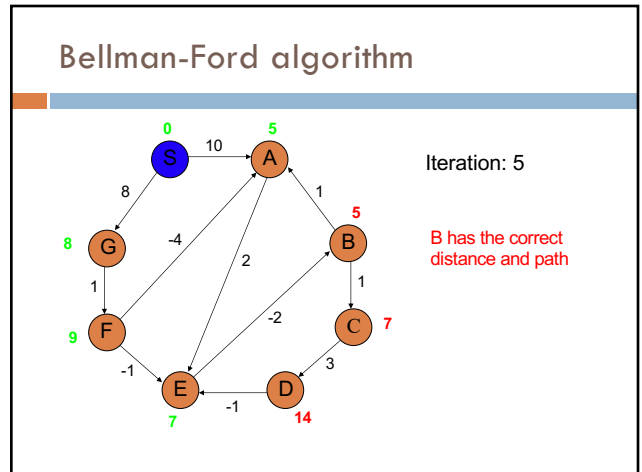 Bellman-Ford algorithm
0
5
S
10
A
Iteration: 5
8
1
5
-4
B has the correct
distance and path
8
G
2
B
1
1
-2
C
7
9
F
3
-1
E
-1
D
7
14